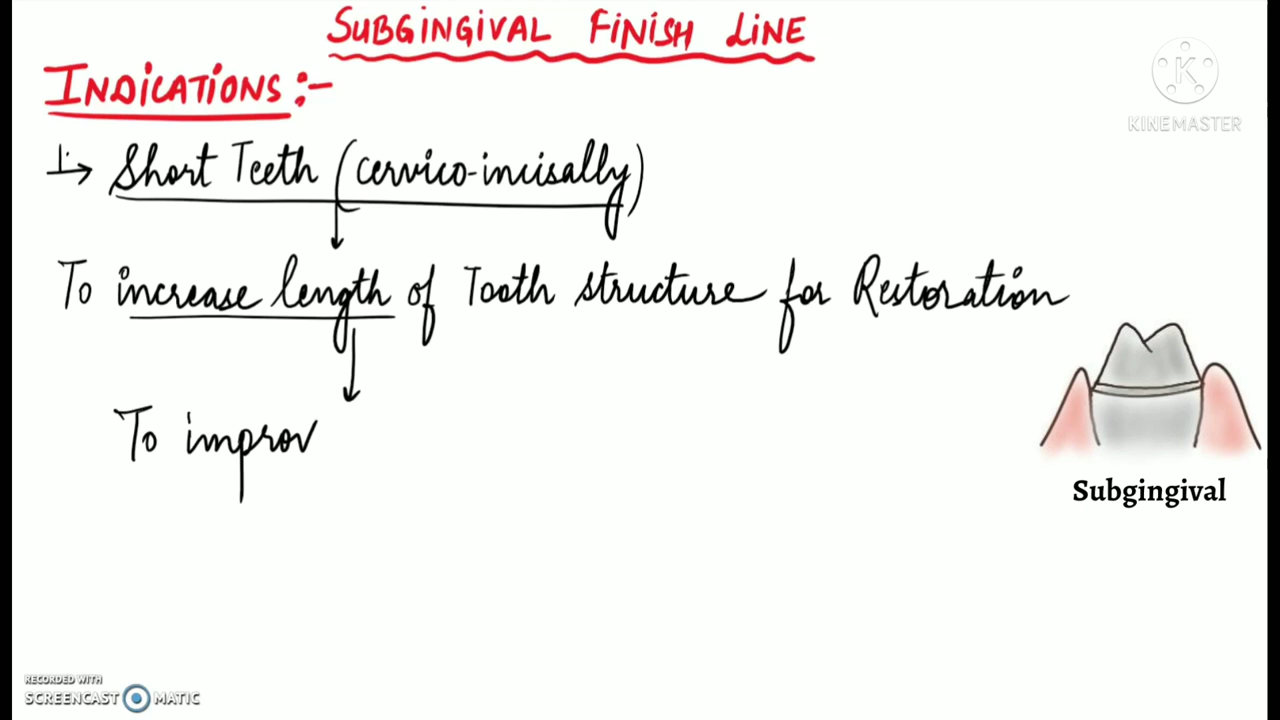 SUBGINGIVAL FINISH LINE
INDICATIONS :-
1→ Short Teeth (cervico-incisally)
To increase length of Tooth structure for Restoration
To improv
Subgingival
KINEMASTER
RECORDED WITH
SCREENCAST MATIC